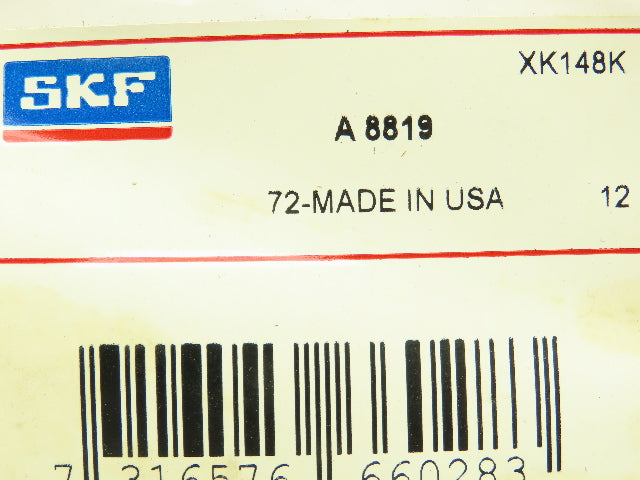 XK148K
SKF
A 8819
72-MADE IN USA 12
7 316576 660283